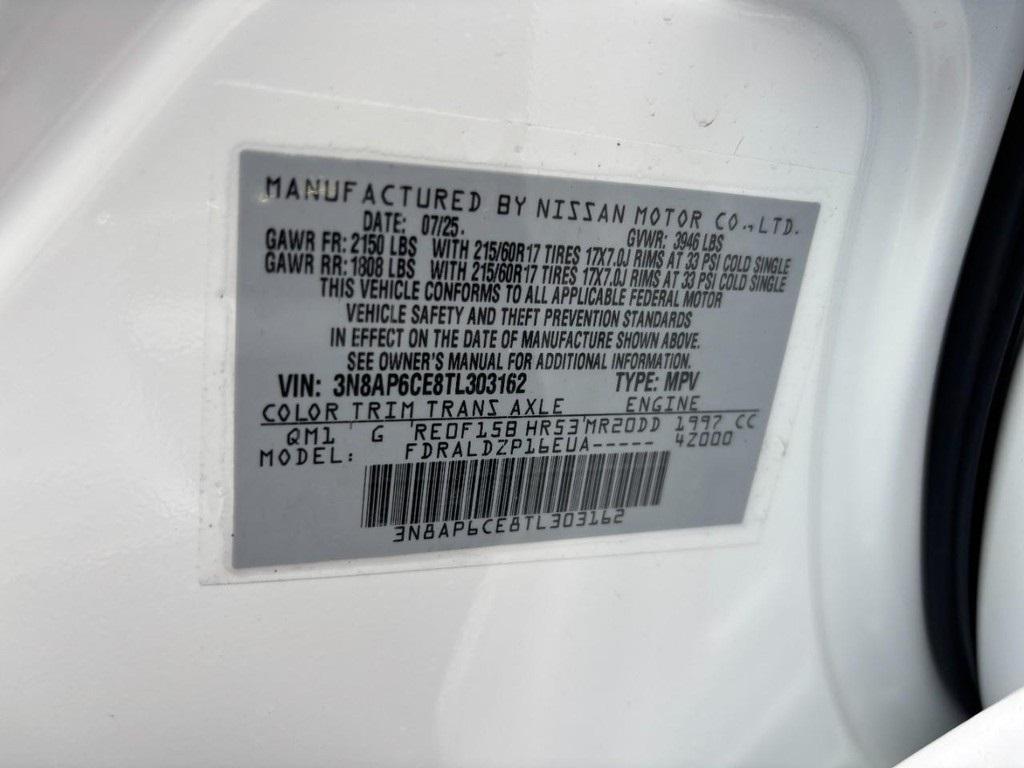 MANUFACTURED BY NISSAN MOTOR CO.,LTD.
DATE: 07/25. GVWR: 3946 LBS
GAWR FR: 2150 LBS WITH 215/60R17 TIRES 17X7.0J RIMS AT 33 PSI COLD SINGLE
GAWR RR: 1808 LBS WITH 215/60R17 TIRES 17X7.0J RIMS AT 33 PSI COLD SINGLE
THIS VEHICLE CONFORMS TO ALL APPLICABLE FEDERAL MOTOR
VEHICLE SAFETY AND THEFT PREVENTION STANDARDS
IN EFFECT ON THE DATE OF MANUFACTURE SHOWN ABOVE.
SEE OWNER'S MANUAL FOR ADDITIONAL INFORMATION.
VIN: 3N8AP6CE8TL303162 TYPE: MPV
COLOR TRIM TRANS AXLE ENGINE
QM1 G RE0F15B HR53 MR20DD 1997 CC
MODEL: FDRALDZP16EUA----- 4Z000
3N8AP6CE8TL303162